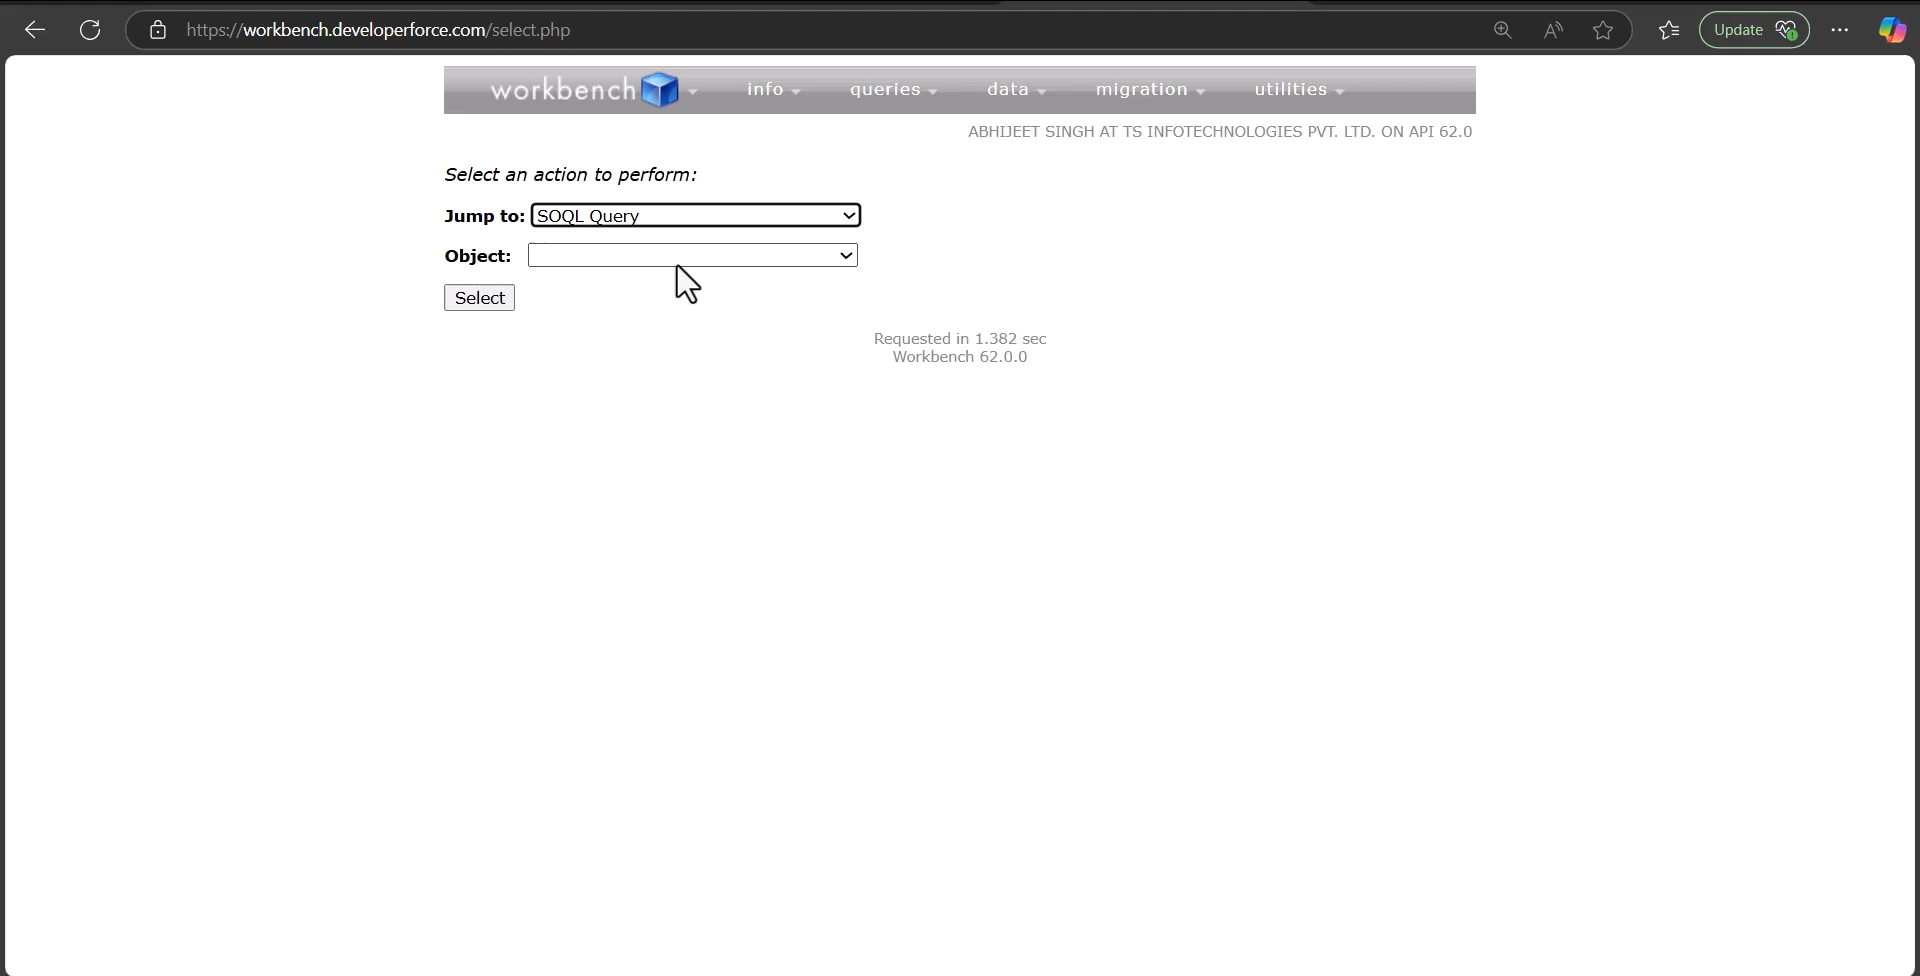 https://workbench.developerforce.com/select.php
Update
workbench info queries data migration utilities
ABHIJEET SINGH AT TS INFOTECHNOLOGIES PVT. LTD. ON API 62.0
Select an action to perform:
Jump to: SOQL Query
Object:
Select
Requested in 1.382 sec
Workbench 62.0.0